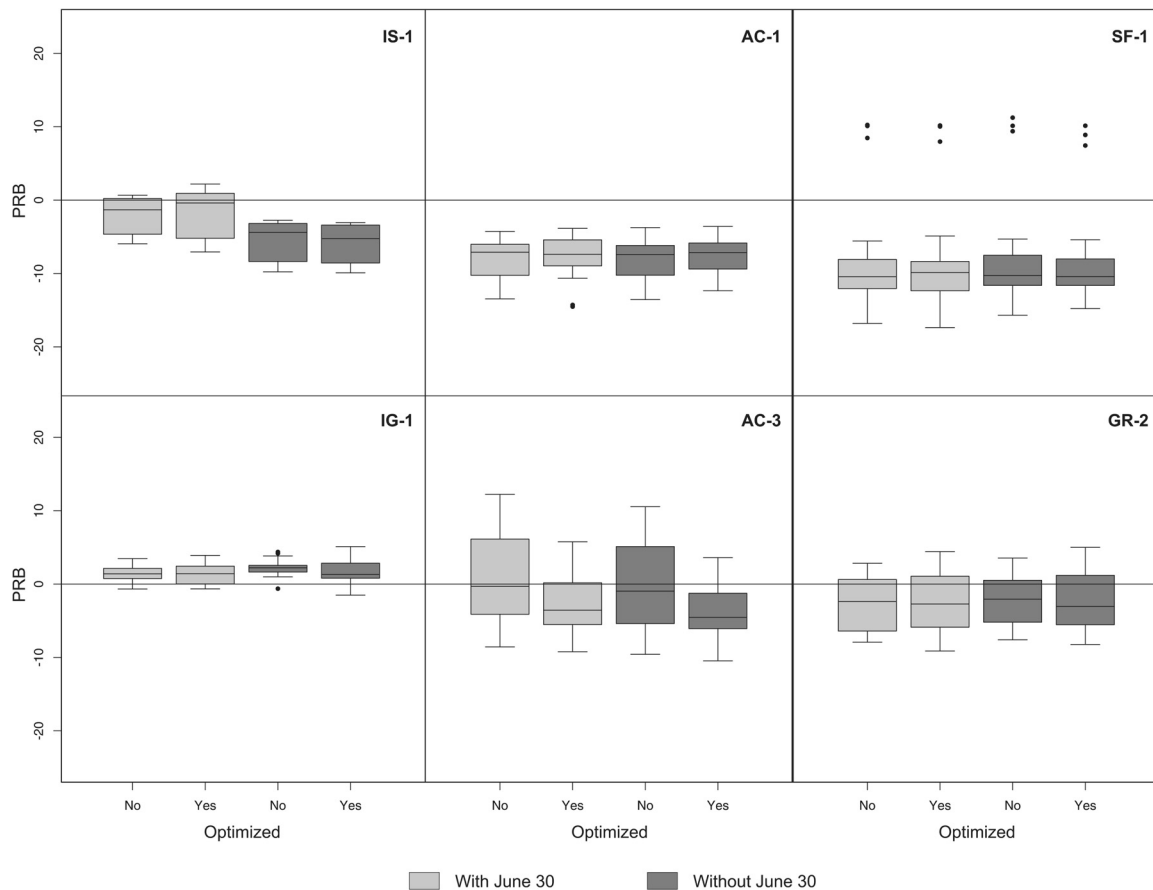 IS-1 AC-1 SF-1
20
10
0
-10
-20
PRB
IG-1 AC-3 GR-2
20
10
0
-10
-20
PRB
No Yes No Yes No Yes No Yes No Yes No Yes
Optimized Optimized Optimized
With June 30 Without June 30